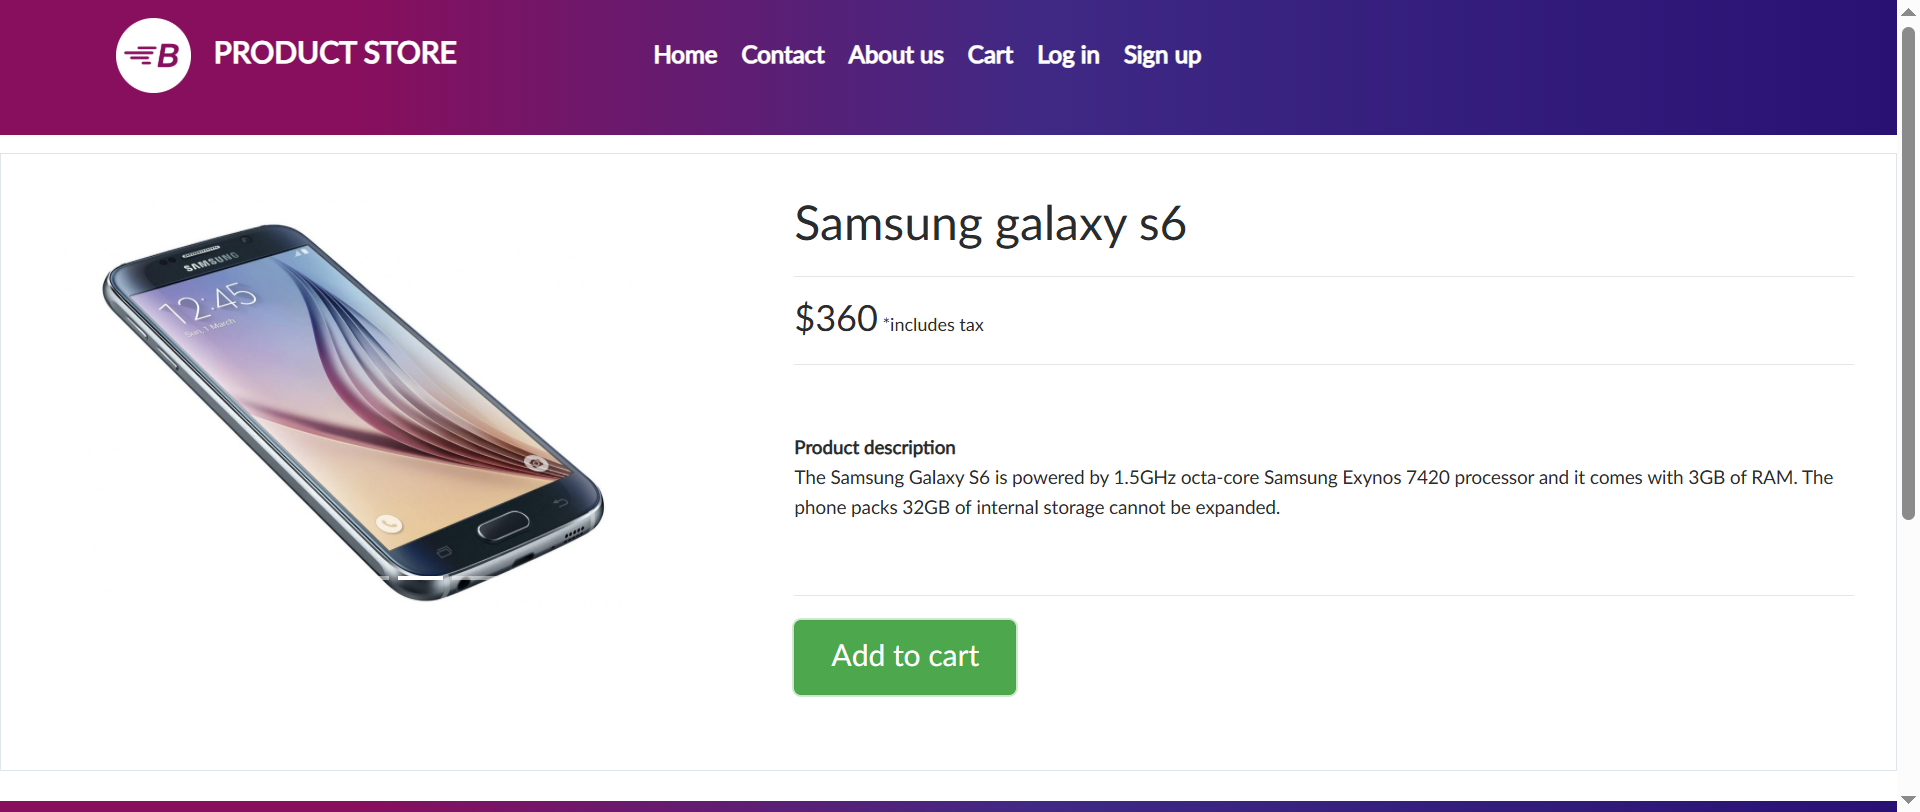 B PRODUCT STORE Home Contact About us Cart Log in Sign up
Samsung galaxy s6
SAMSUNG
12:45
Sun, 1 March
$360 *includes tax
Product description
The Samsung Galaxy S6 is powered by 1.5GHz octa-core Samsung Exynos 7420 processor and it comes with 3GB of RAM. The
phone packs 32GB of internal storage cannot be expanded.
Add to cart